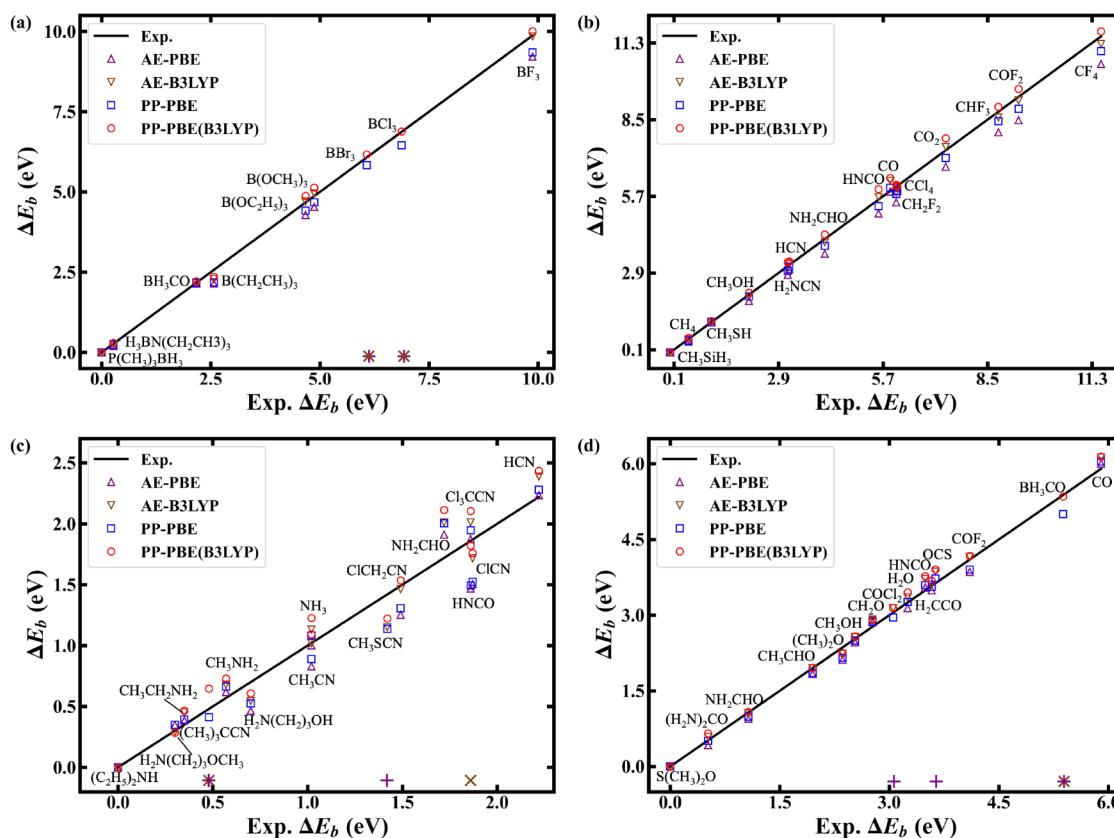 (a)
10.0
7.5
5.0
2.5
0.0
ΔE_b (eV)
Exp.
AE-PBE
AE-B3LYP
PP-PBE
PP-PBE(B3LYP)
BF₃
BCl₃
BBr₃
B(OCH₃)₃
B(OC₂H₅)₃
BH₃CO
B(CH₂CH₃)₃
H₃BN(CH₂CH3)₃
P(CH₃)₃BH₃
0.0 2.5 5.0 7.5 10.0
Exp. ΔE_b (eV)
(b)
11.3
8.5
5.7
2.9
0.1
Exp.
AE-PBE
AE-B3LYP
PP-PBE
PP-PBE(B3LYP)
CF₄
COF₂
CHF₃
CO₂
CO
HNCO
CCl₄
CH₂F₂
NH₂CHO
HCN
H₂NCN
CH₃OH
CH₄
CH₃SH
CH₃SiH₃
0.1 2.9 5.7 8.5 11.3
Exp. ΔE_b (eV)
(c)
2.5
2.0
1.5
1.0
0.5
0.0
ΔE_b (eV)
Exp.
AE-PBE
AE-B3LYP
PP-PBE
PP-PBE(B3LYP)
HCN
Cl₃CCN
NH₂CHO
ClCN
ClCH₂CN
HNCO
NH₃
CH₃SCN
CH₃CN
CH₃NH₂
CH₃CH₂NH₂
H₂N(CH₂)₃OH
(CH₃)₃CCN
H₂N(CH₂)₃OCH₃
(C₂H₅)₂NH
0.0 0.5 1.0 1.5 2.0
Exp. ΔE_b (eV)
(d)
6.0
4.5
3.0
1.5
0.0
Exp.
AE-PBE
AE-B3LYP
PP-PBE
PP-PBE(B3LYP)
BH₃CO
CO
COF₂
OCS
HNCO
H₂O
H₂CCO
COCl₂
CH₂O
CH₃OH
(CH₃)₂O
CH₃CHO
NH₂CHO
(H₂N)₂CO
S(CH₃)₂O
0.0 1.5 3.0 4.5 6.0
Exp. ΔE_b (eV)